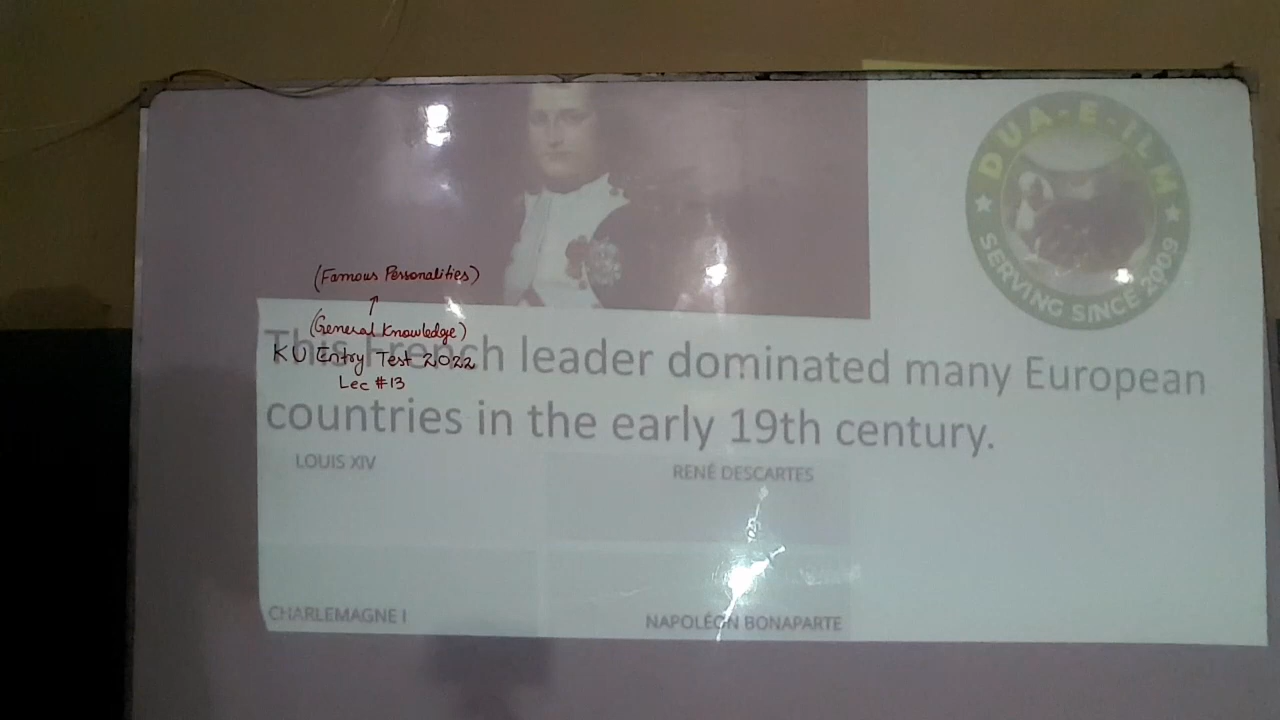 DUA-E-ILM
SERVING SINCE 2009
(Famous Personalities)
↑
(General Knowledge)
KU Entry Test 2022
Lec #13
This French leader dominated many European
countries in the early 19th century.
LOUIS XIV
RENÉ DESCARTES
CHARLEMAGNE I
NAPOLÉON BONAPARTE